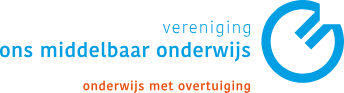 vereniging
ons middelbaar onderwijs
onderwijs met overtuiging